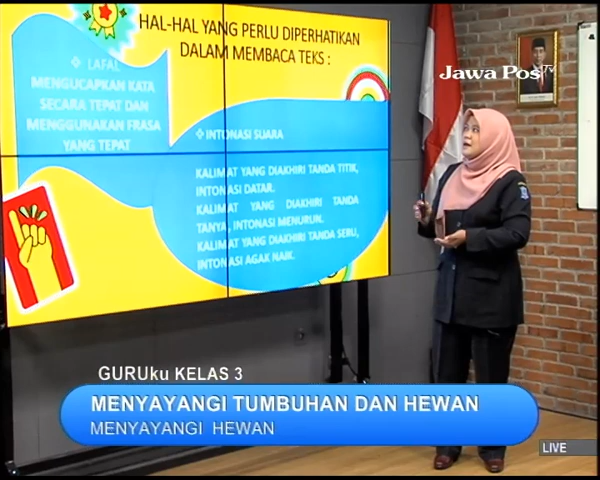 HAL-HAL YANG PERLU DIPERHATIKAN
DALAM MEMBACA TEKS :
LAFAL
MENGUCAPKAN KATA
SECARA TEPAT DAN
MENGGUNAKAN FRASA
YANG TEPAT
INTONASI SUARA
KALIMAT YANG DIAKHIRI TANDA TITIK,
INTONASI DATAR.
KALIMAT YANG DIAKHIRI TANDA
TANYA, INTONASI MENURUN.
KALIMAT YANG DIAKHIRI TANDA SERU,
INTONASI AGAK NAIK.
Jawa Pos TV
GURUku KELAS 3
MENYAYANGI TUMBUHAN DAN HEWAN
MENYAYANGI HEWAN
LIVE